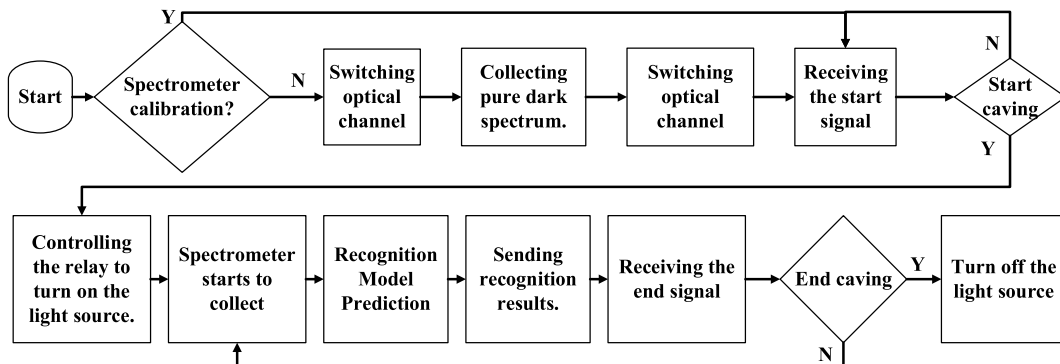 Start
Y
Spectrometer
calibration?
N
Switching
optical
channel
Collecting
pure dark
spectrum.
Switching
optical
channel
Receiving
the start
signal
N
Start
caving
Y
Controlling
the relay to
turn on the
light source.
Spectrometer
starts to
collect
Recognition
Model
Prediction
Sending
recognition
results.
Receiving the
end signal
End caving
Y
N
Turn off the
light source